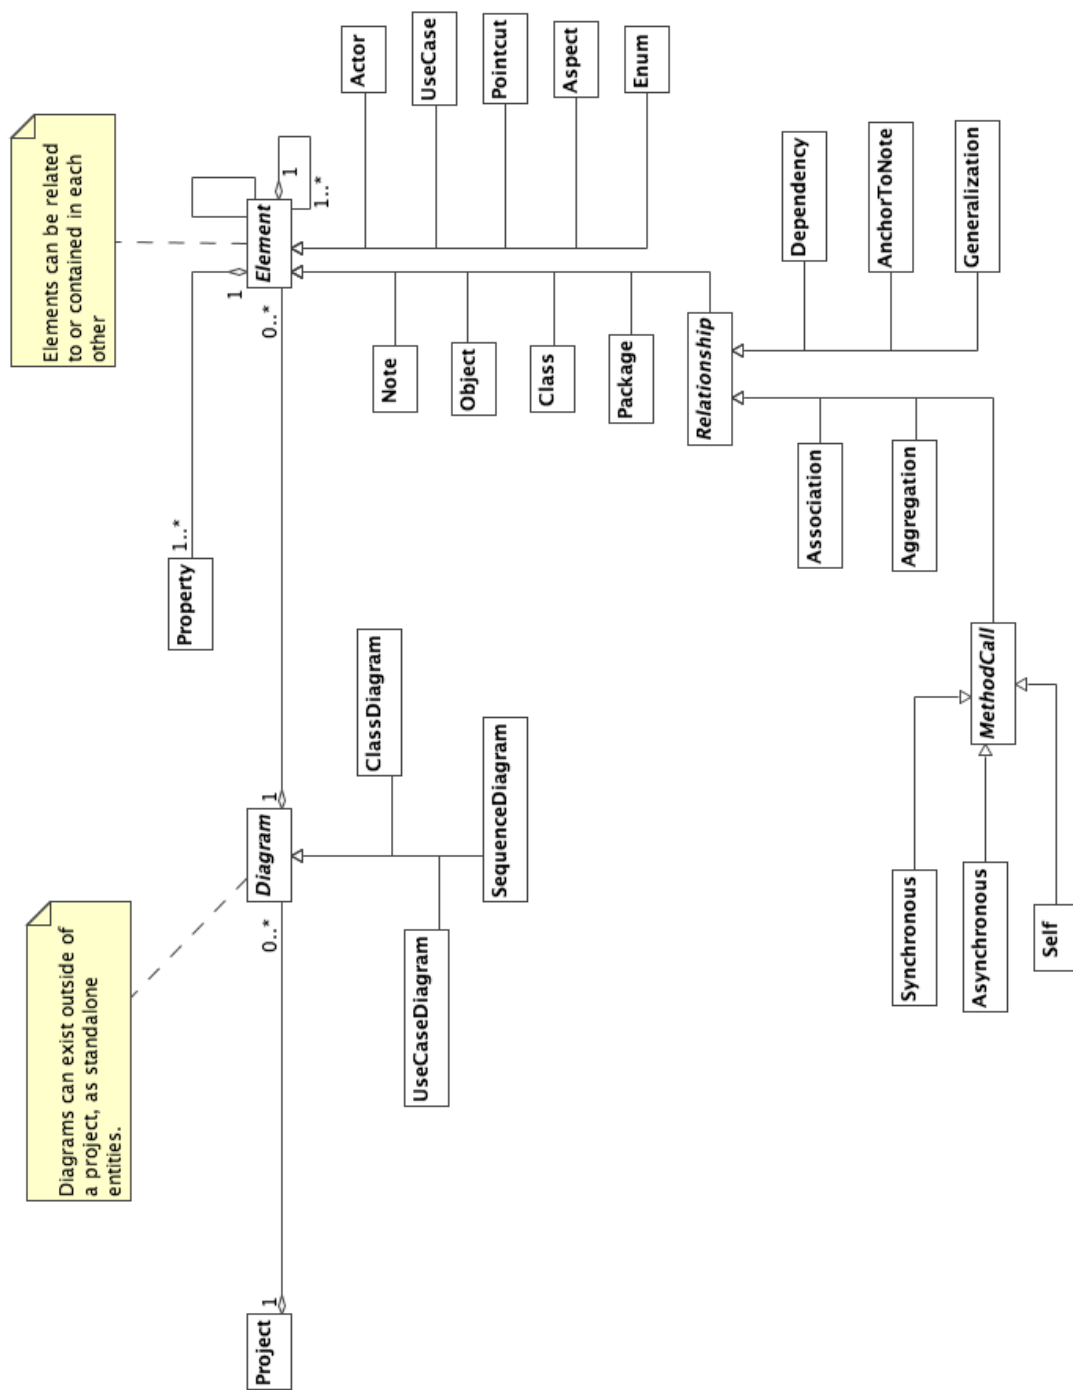 Diagrams can exist outside of
a project, as standalone
entities.
Elements can be related
to or contained in each
other
Property
1..*
1
Project
1
0..*
Diagram
1
0..*
Element
1
1..*
Actor
UseCase
Pointcut
Aspect
Enum
ClassDiagram
UseCaseDiagram
SequenceDiagram
Note
Object
Class
Package
Relationship
Dependency
AnchorToNote
Generalization
Association
Aggregation
MethodCall
Synchronous
Asynchronous
Self